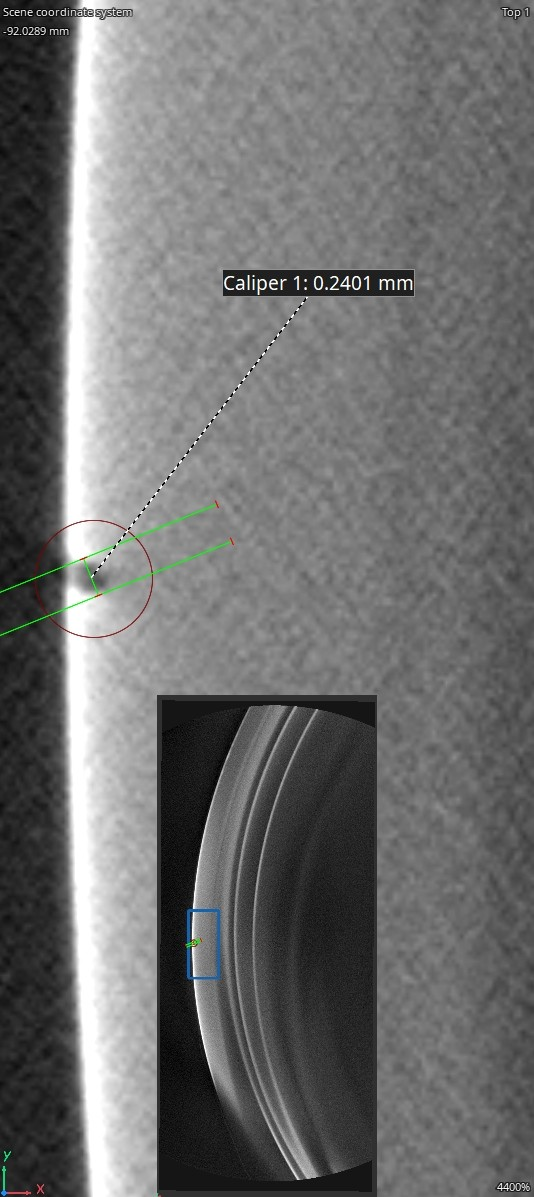 Scene coordinate system
Top 1
-92.0289 mm
Caliper 1: 0.2401 mm
y
x
4400%